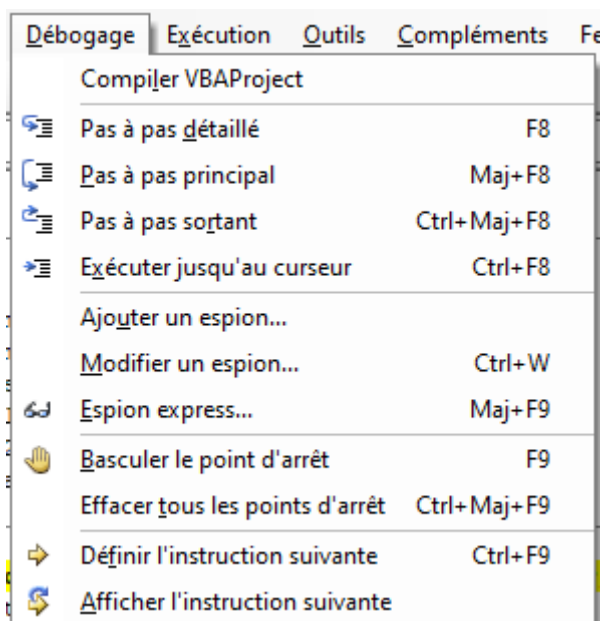 Débogage Exécution Outils Compléments Fe
Compiler VBAProject
Pas à pas détaillé F8
Pas à pas principal Maj+F8
Pas à pas sortant Ctrl+Maj+F8
Exécuter jusqu'au curseur Ctrl+F8
Ajouter un espion...
Modifier un espion... Ctrl+W
Espion express... Maj+F9
Basculer le point d'arrêt F9
Effacer tous les points d'arrêt Ctrl+Maj+F9
Définir l'instruction suivante Ctrl+F9
Afficher l'instruction suivante